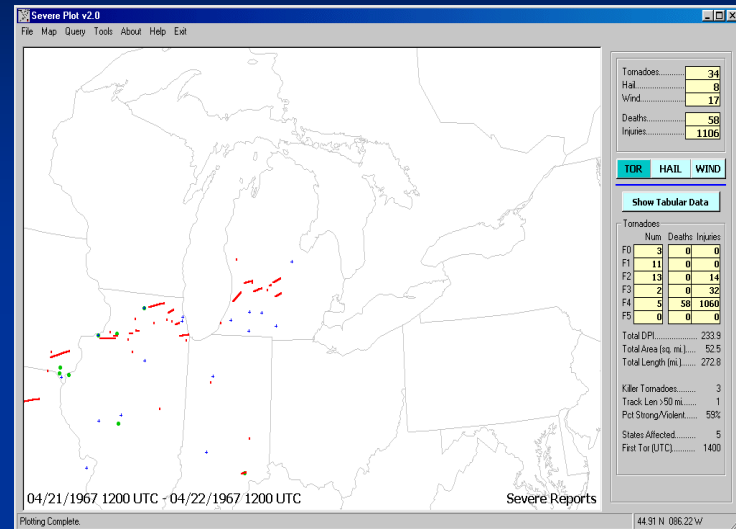 Severe Plot v2.0
File Map Query Tools About Help Exit
Tornadoes............ 34
Hail.................... 8
Wind................... 17
Deaths............... 58
Injuries............... 1106
TOR HAIL WIND
Show Tabular Data
Tornadoes
Num Deaths Injuries
F0 3 0 0
F1 11 0 0
F2 13 0 14
F3 2 0 32
F4 5 58 1060
F5 0 0 0
Total DPI................ 233.9
Total Area (sq. mi.)..... 52.5
Total Length (mi.)....... 272.8
Killer Tornadoes......... 3
Track Len >50 mi....... 1
Pct Strong/Violent...... 59%
States Affected......... 5
First Tor (UTC)......... 1400
04/21/1967 1200 UTC - 04/22/1967 1200 UTC
Severe Reports
Plotting Complete.
44.91 N 086.22 W